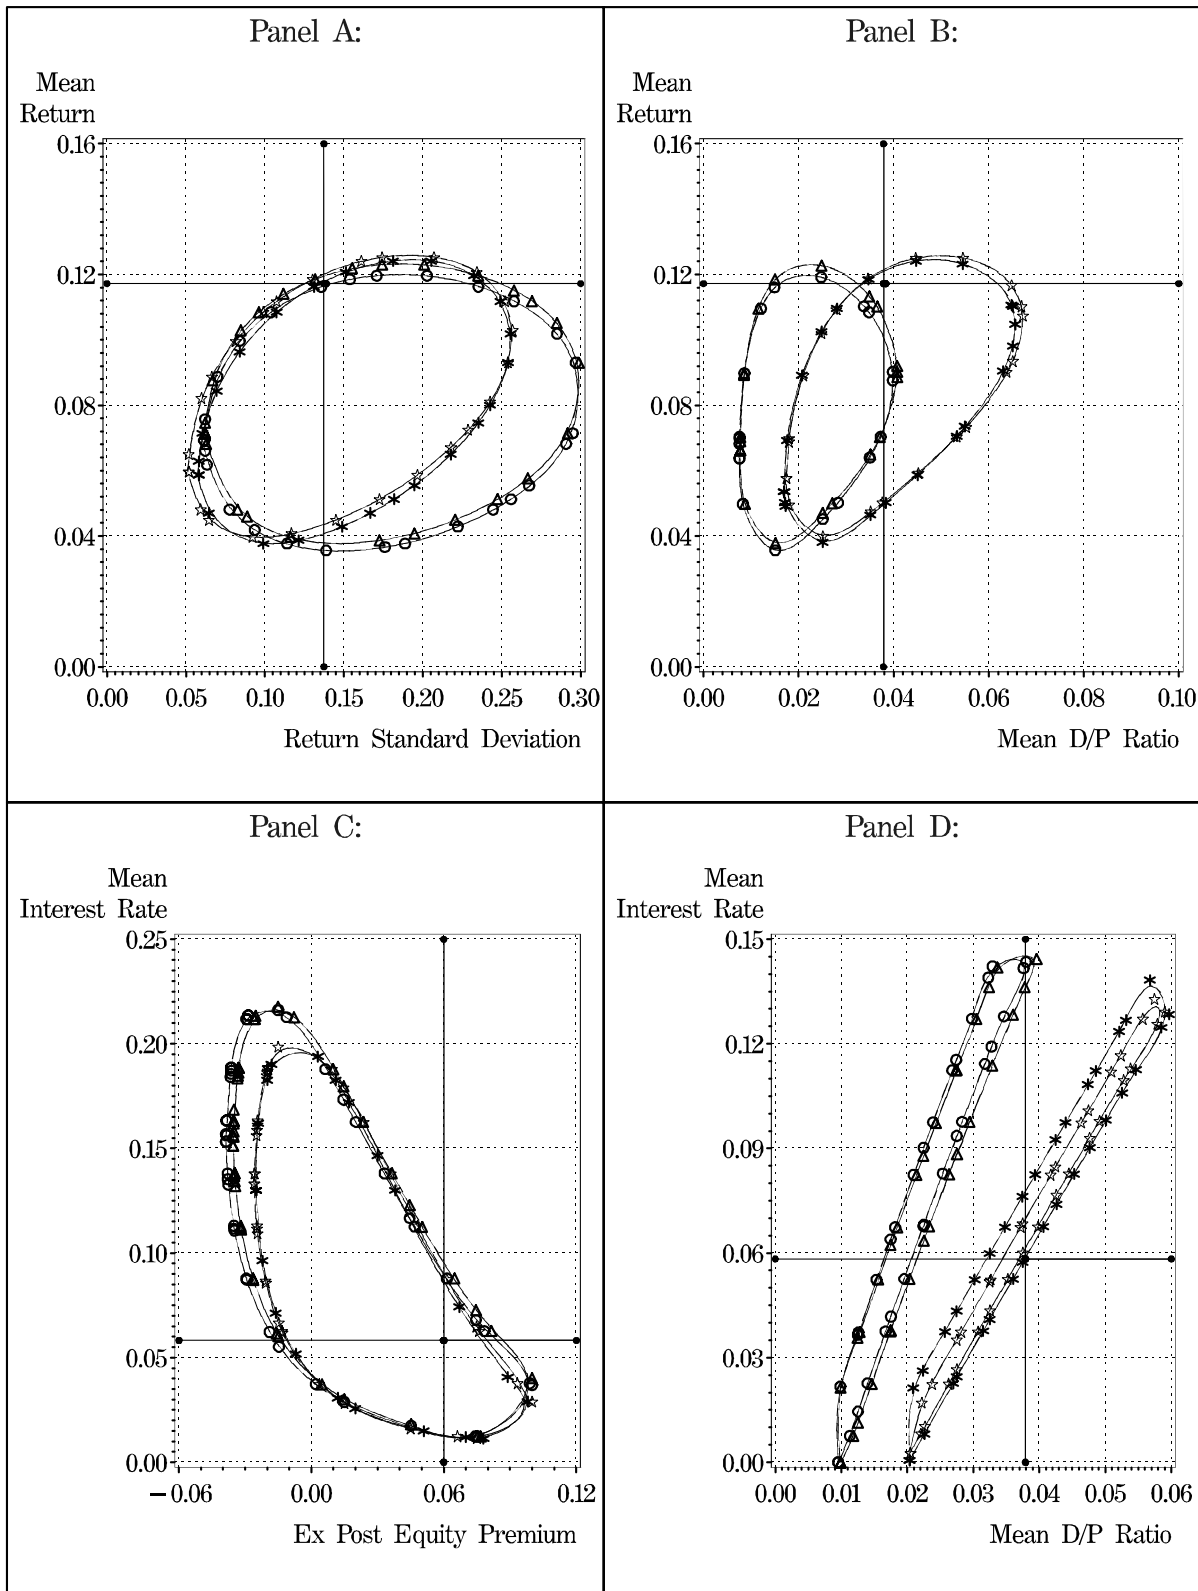 Panel A:
Mean
Return
0.16
0.12
0.08
0.04
0.00
0.00 0.05 0.10 0.15 0.20 0.25 0.30
Return Standard Deviation
Panel B:
Mean
Return
0.16
0.12
0.08
0.04
0.00
0.00 0.02 0.04 0.06 0.08 0.10
Mean D/P Ratio
Panel C:
Mean
Interest Rate
0.25
0.20
0.15
0.10
0.05
0.00
−0.06 0.00 0.06 0.12
Ex Post Equity Premium
Panel D:
Mean
Interest Rate
0.15
0.12
0.09
0.06
0.03
0.00
0.00 0.01 0.02 0.03 0.04 0.05 0.06
Mean D/P Ratio